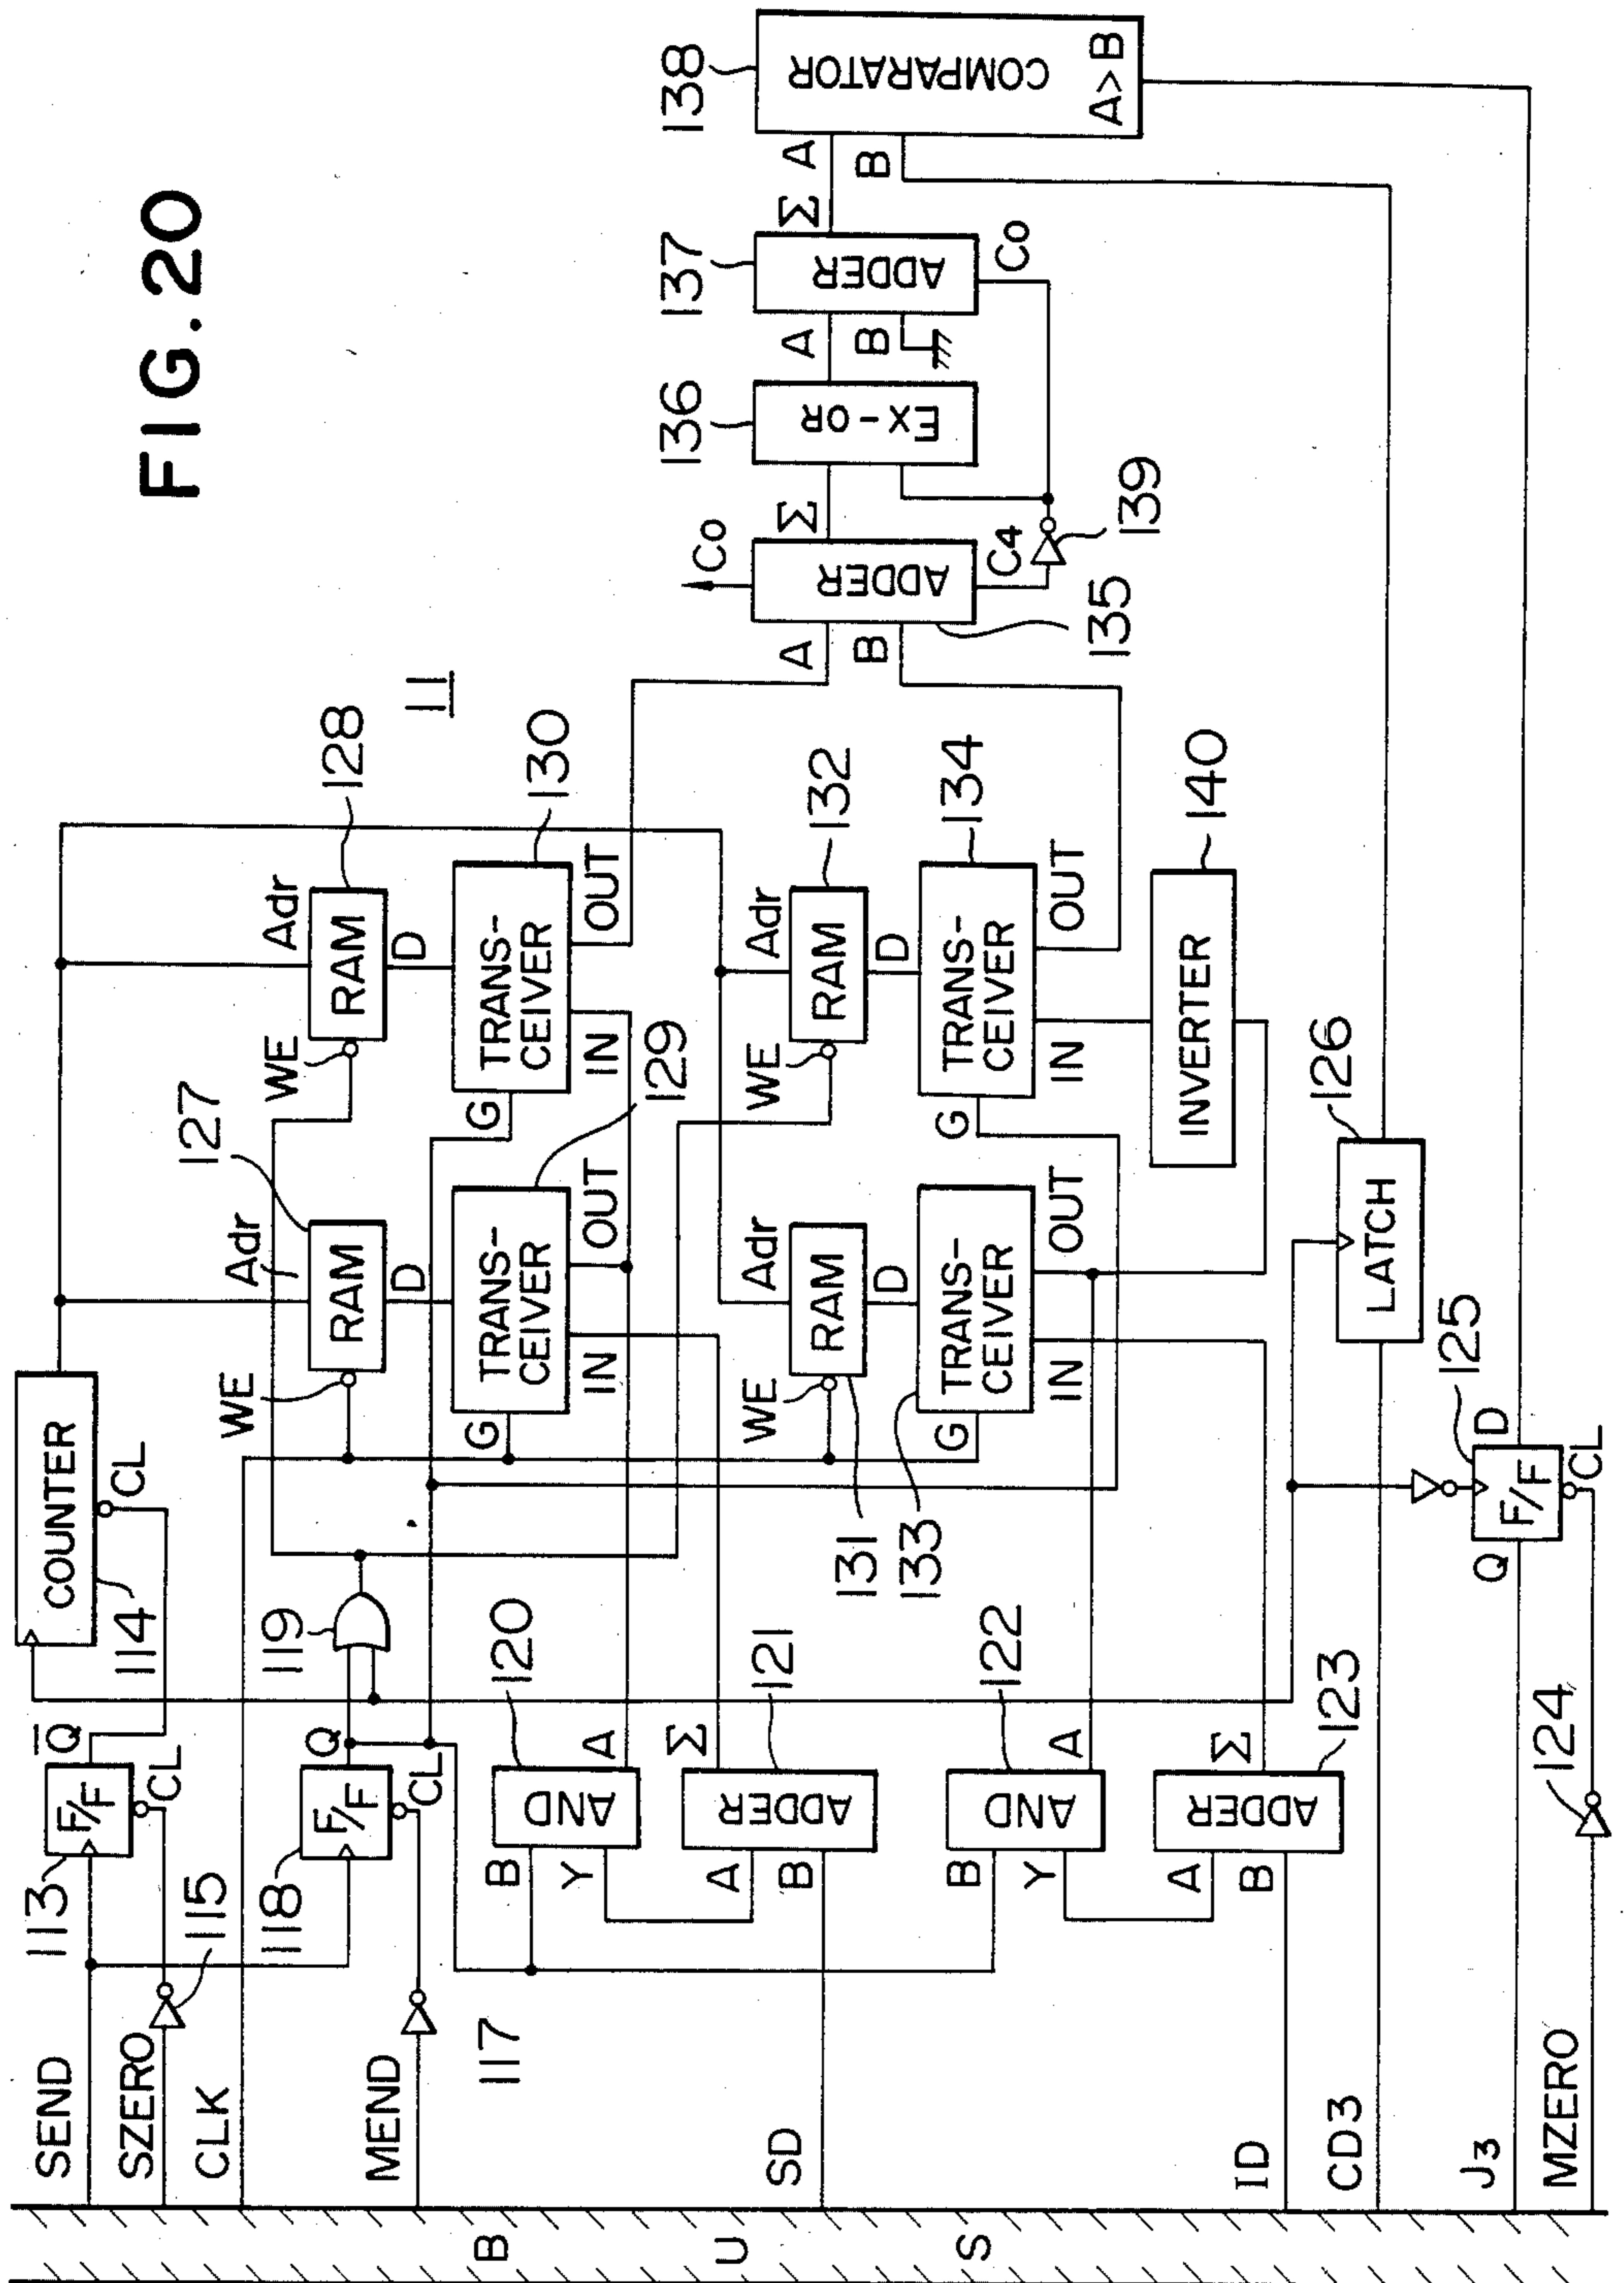 FIG. 20
11
SEND
SZERO
CLK
MEND
SD
ID
CD3
J3
MZERO
B U S
113
F/F
Q̅
CL
115
COUNTER
CL
114
118
F/F
Q
CL
117
119
120
AND
B
Y
A
121
ADDER
A
B
Σ
122
AND
B
Y
A
123
ADDER
A
B
Σ
124
125
F/F
Q
D
CL
126
LATCH
127
Adr
RAM
WE
D
128
Adr
RAM
WE
D
129
TRANS-
CEIVER
G
IN
OUT
130
TRANS-
CEIVER
G
IN
OUT
131
Adr
RAM
WE
D
132
Adr
RAM
WE
D
133
TRANS-
CEIVER
G
IN
OUT
134
TRANS-
CEIVER
G
IN
OUT
140
INVERTER
135
ADDER
A
B
Co
C4
Σ
139
136
EX-OR
137
ADDER
A
B
Co
Σ
138
COMPARATOR
A
B
A>B